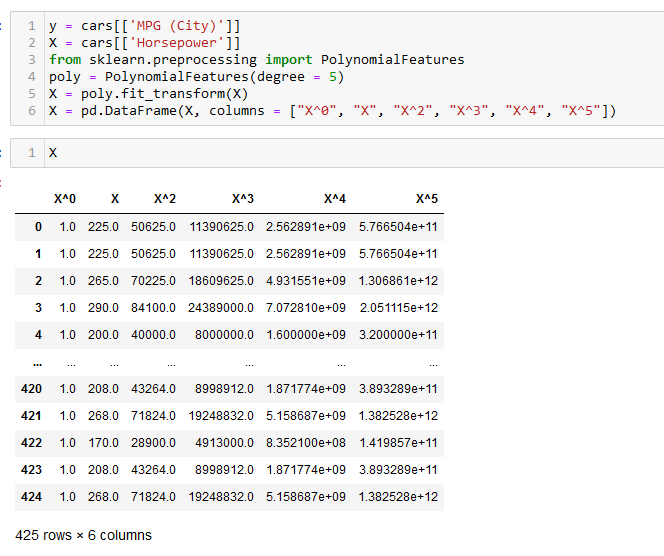 1 y = cars[['MPG (City)']]
2 X = cars[['Horsepower']]
3 from sklearn.preprocessing import PolynomialFeatures
4 poly = PolynomialFeatures(degree = 5)
5 X = poly.fit_transform(X)
6 X = pd.DataFrame(X, columns = ["X^0", "X", "X^2", "X^3", "X^4", "X^5"])
1 X
X^0 X X^2 X^3 X^4 X^5
0 1.0 225.0 50625.0 11390625.0 2.562891e+09 5.766504e+11
1 1.0 225.0 50625.0 11390625.0 2.562891e+09 5.766504e+11
2 1.0 265.0 70225.0 18609625.0 4.931551e+09 1.306861e+12
3 1.0 290.0 84100.0 24389000.0 7.072810e+09 2.051115e+12
4 1.0 200.0 40000.0 8000000.0 1.600000e+09 3.200000e+11
... ... ... ... ... ... ...
420 1.0 208.0 43264.0 8998912.0 1.871774e+09 3.893289e+11
421 1.0 268.0 71824.0 19248832.0 5.158687e+09 1.382528e+12
422 1.0 170.0 28900.0 4913000.0 8.352100e+08 1.419857e+11
423 1.0 208.0 43264.0 8998912.0 1.871774e+09 3.893289e+11
424 1.0 268.0 71824.0 19248832.0 5.158687e+09 1.382528e+12
425 rows × 6 columns